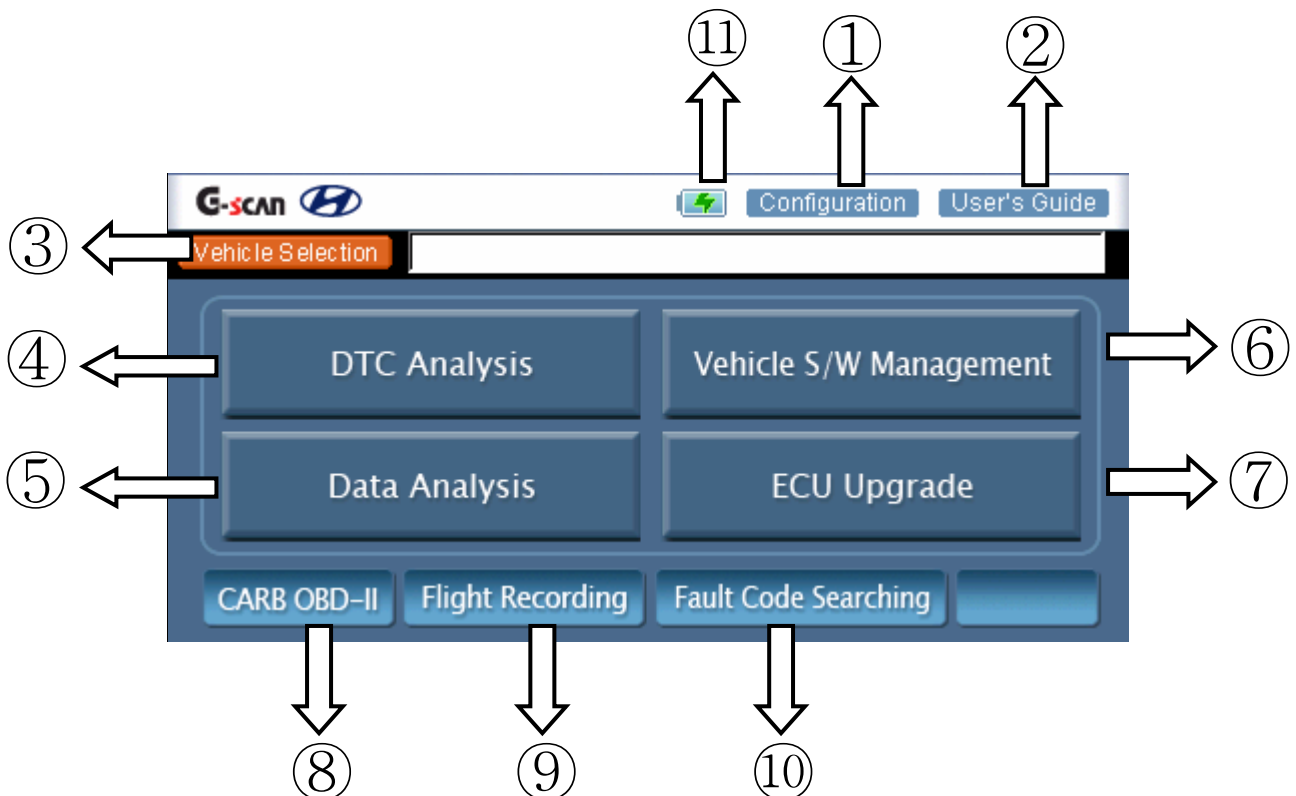 ⑪ ① ②
G-scan Configuration User's Guide
③ Vehicle Selection
④ DTC Analysis Vehicle S/W Management ⑥
⑤ Data Analysis ECU Upgrade ⑦
CARB OBD-II Flight Recording Fault Code Searching
⑧ ⑨ ⑩